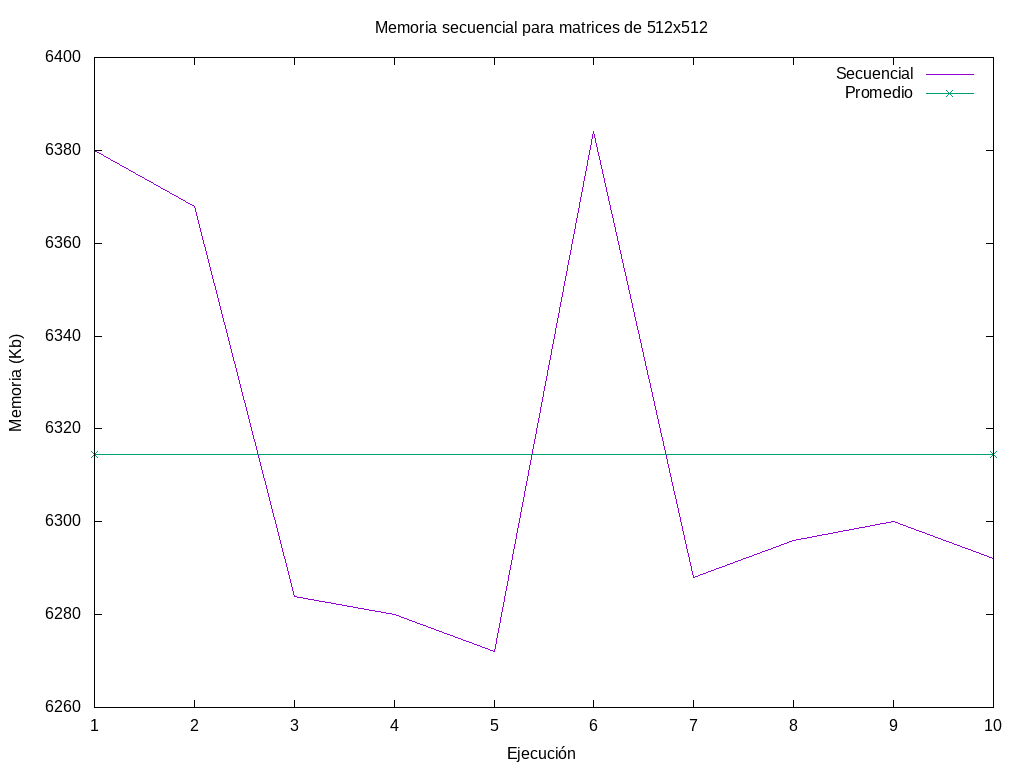 Memoria secuencial para matrices de 512x512
6400
6380
6360
6340
6320
6300
6280
6260
Memoria (Kb)
Secuencial
Promedio
1 2 3 4 5 6 7 8 9 10
Ejecución